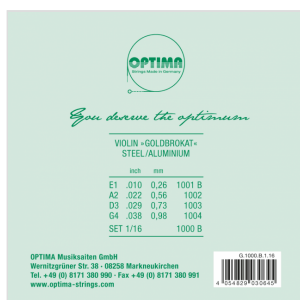 OPTIMA
Strings Made in Germany
You deserve the optimum
VIOLIN »GOLDBROKAT«
STEEL/ALUMINIUM
inch mm
E1 .010 0,26 1001 B
A2 .022 0,56 1002
D3 .029 0,73 1003
G4 .038 0,98 1004
SET 1/16 1000 B
OPTIMA Musiksaiten GmbH
Wernitzgrüner Str. 38 · 08258 Markneukirchen
Tel. +49 (0) 8171 380 990 · Fax +49 (0) 8171 380 991
www.optima-strings.com
G.1000.B.1.16
4 054829 030645